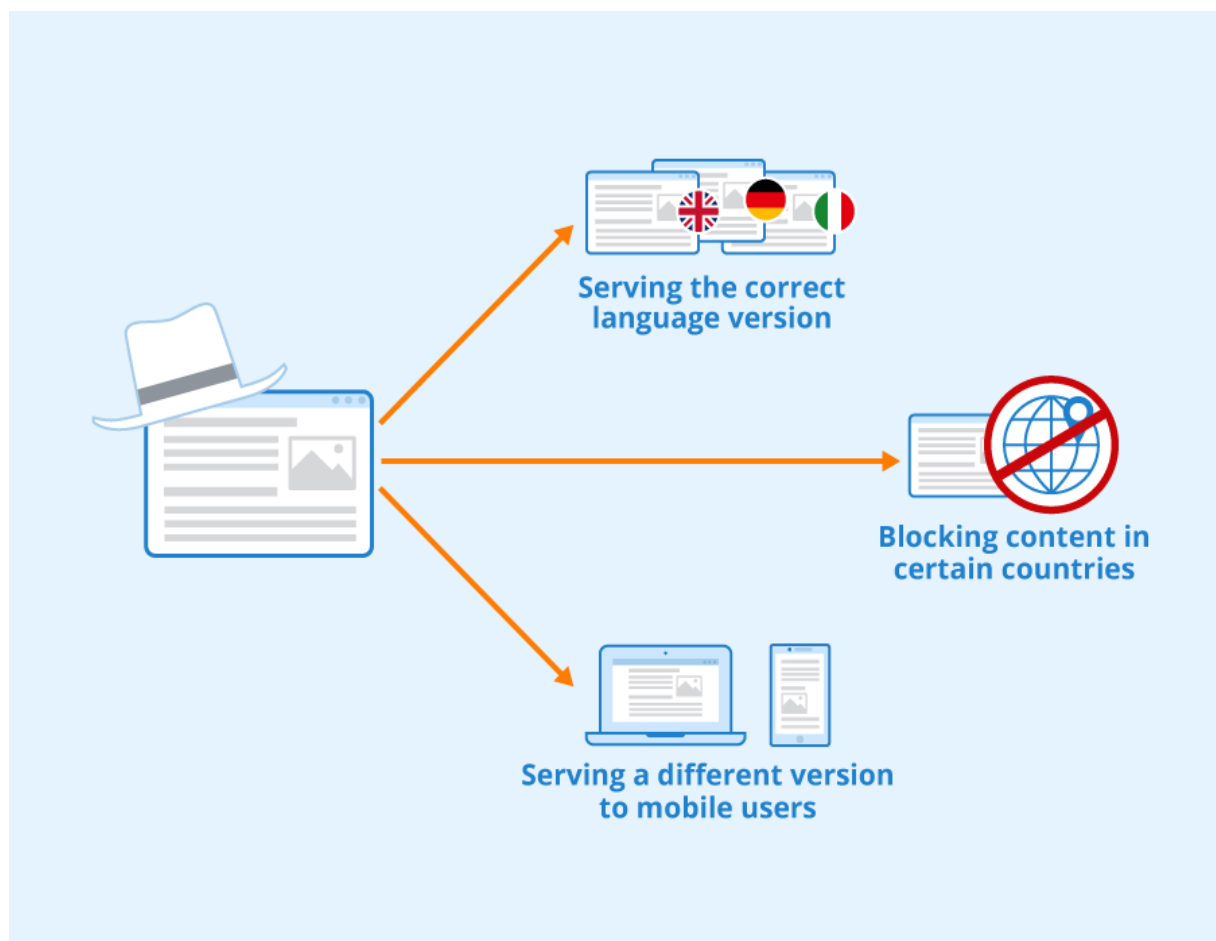 Serving the correct
language version
Blocking content in
certain countries
Serving a different version
to mobile users